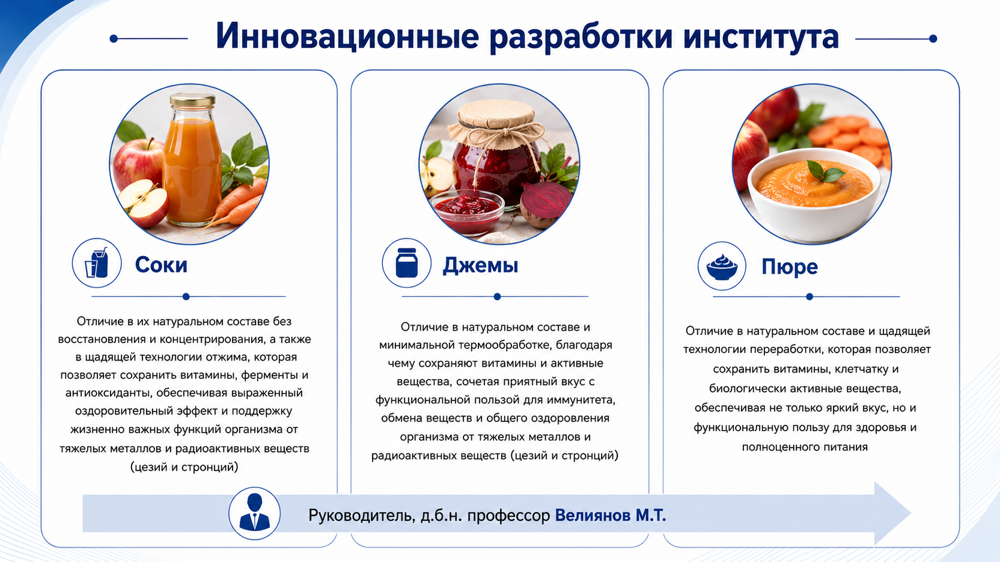 Инновационные разработки института
Соки
Отличие в их натуральном составе без
восстановления и концентрирования, а также
в щадящей технологии отжима, которая
позволяет сохранить витамины, ферменты и
антиоксиданты, обеспечивая выраженный
оздоровительный эффект и поддержку
жизненно важных функций организма от
тяжелых металлов и радиоактивных веществ
(цезий и стронций)
Джемы
Отличие в натуральном составе и
минимальной термообработке, благодаря
чему сохраняют витамины и активные
вещества, сочетая приятный вкус с
функциональной пользой для иммунитета,
обмена веществ и общего оздоровления
организма от тяжелых металлов и
радиоактивных веществ (цезий и стронций)
Пюре
Отличие в натуральном составе и щадящей
технологии переработки, которая позволяет
сохранить витамины, клетчатку и
биологически активные вещества,
обеспечивая не только яркий вкус, но и
функциональную пользу для здоровья и
полноценного питания
Руководитель, д.б.н. профессор Велиянов М.Т.